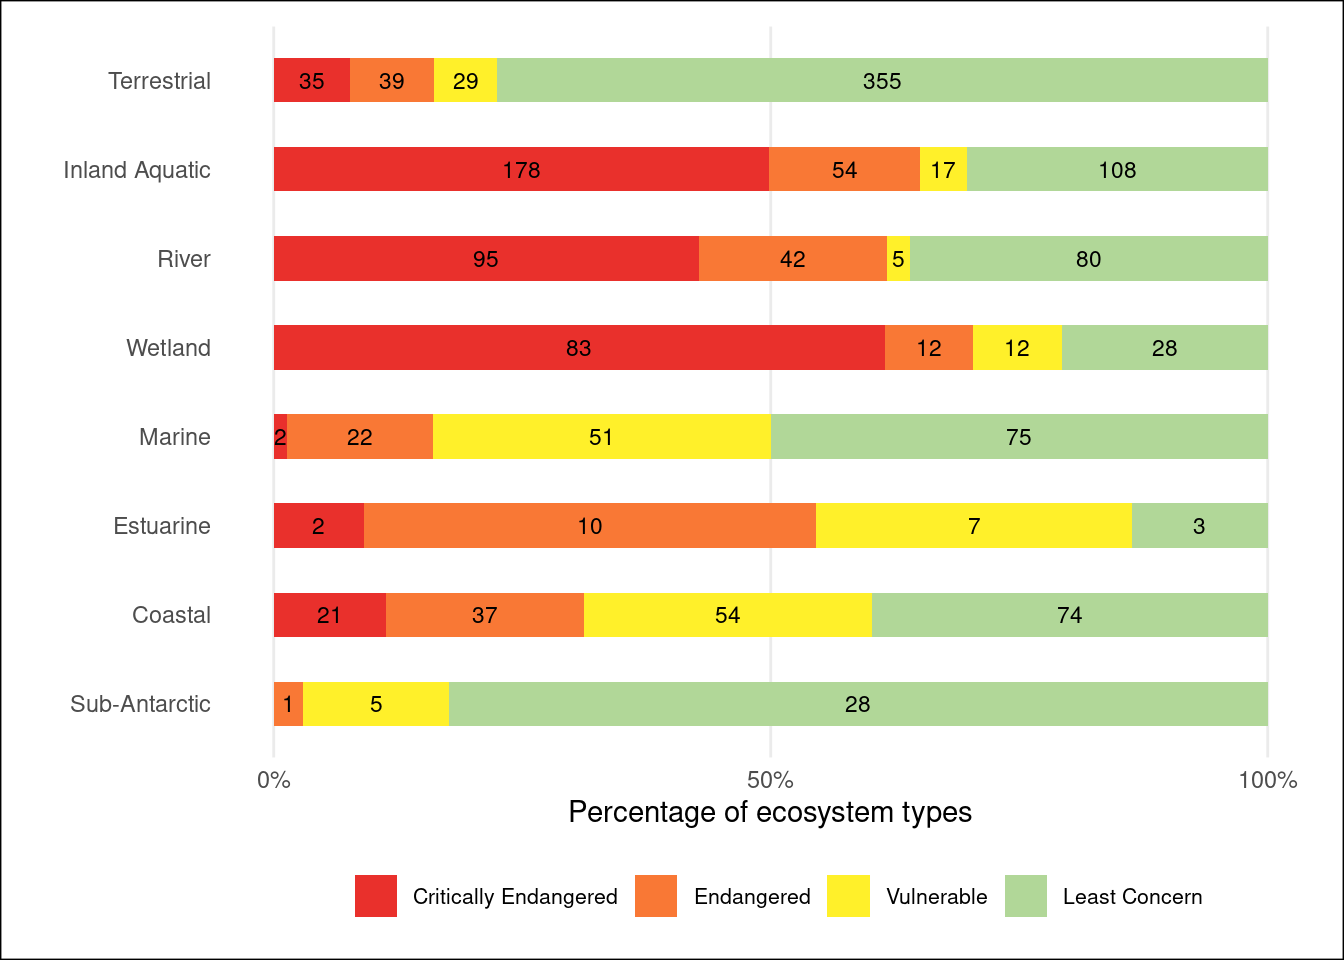 Terrestrial 35 39 29 355
Inland Aquatic 178 54 17 108
River 95 42 5 80
Wetland 83 12 12 28
Marine 2 22 51 75
Estuarine 2 10 7 3
Coastal 21 37 54 74
Sub-Antarctic 1 5 28
0% 50% 100%
Percentage of ecosystem types
Critically Endangered Endangered Vulnerable Least Concern